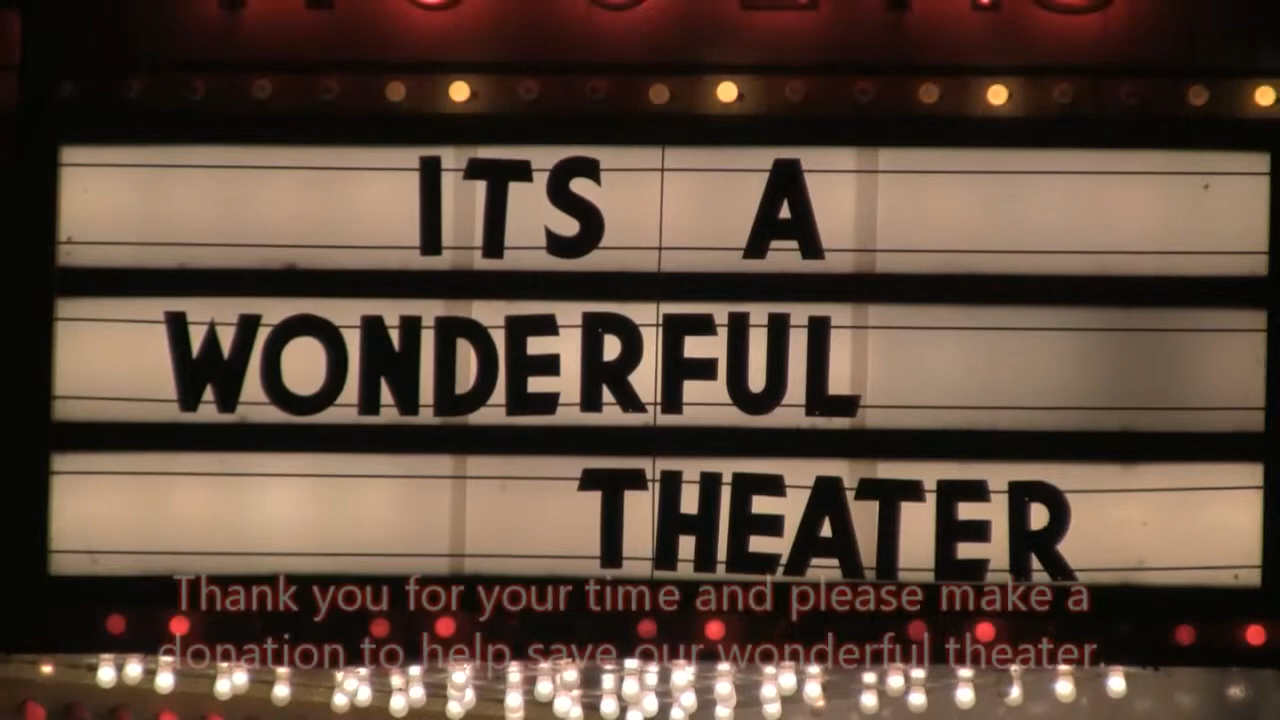 ITS A
WONDERFUL
THEATER
Thank you for your time and please make a
donation to help save our wonderful theater.